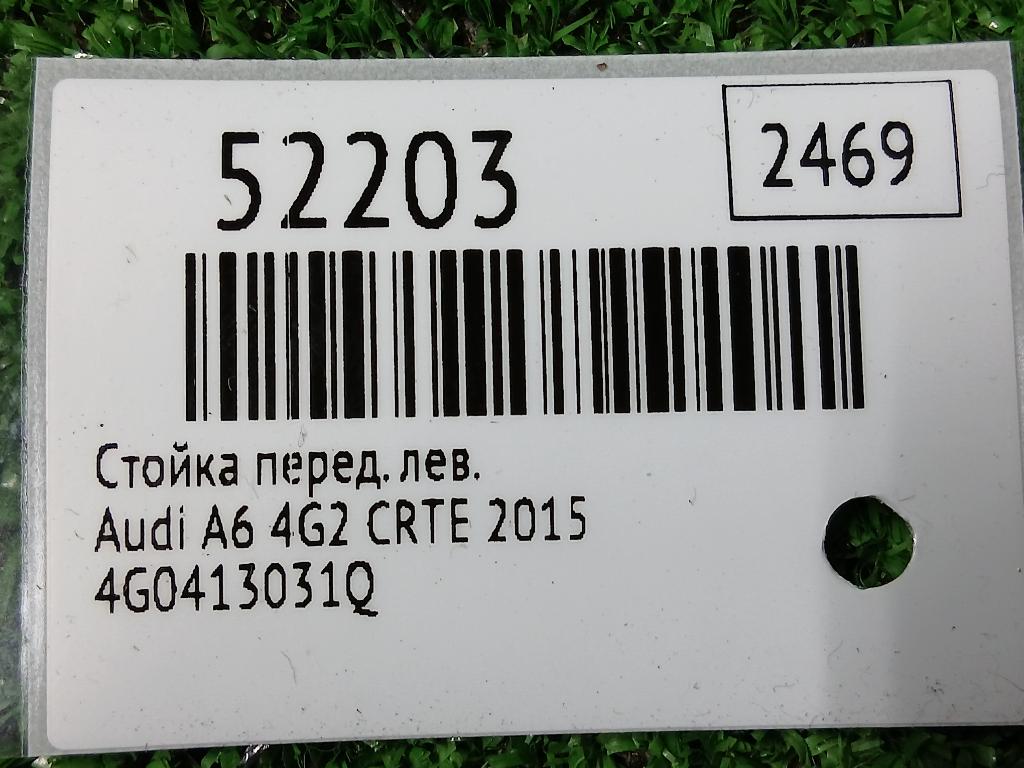 52203
2469
Стойка перед. лев.
Audi A6 4G2 CRTE 2015
4G0413031Q